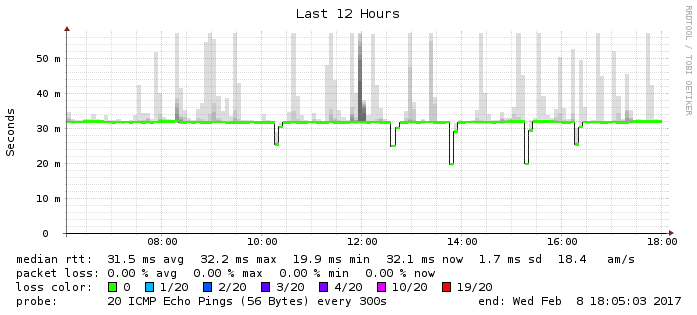 Last 12 Hours
RRDTOOL / TOBI OETIKER
Seconds
50 m
40 m
30 m
20 m
10 m
0
08:00 10:00 12:00 14:00 16:00 18:00
median rtt: 31.5 ms avg 32.2 ms max 19.9 ms min 32.1 ms now 1.7 ms sd 18.4 am/s
packet loss: 0.00 % avg 0.00 % max 0.00 % min 0.00 % now
loss color: 0 1/20 2/20 3/20 4/20 10/20 19/20
probe: 20 ICMP Echo Pings (56 Bytes) every 300s end: Wed Feb 8 18:05:03 2017